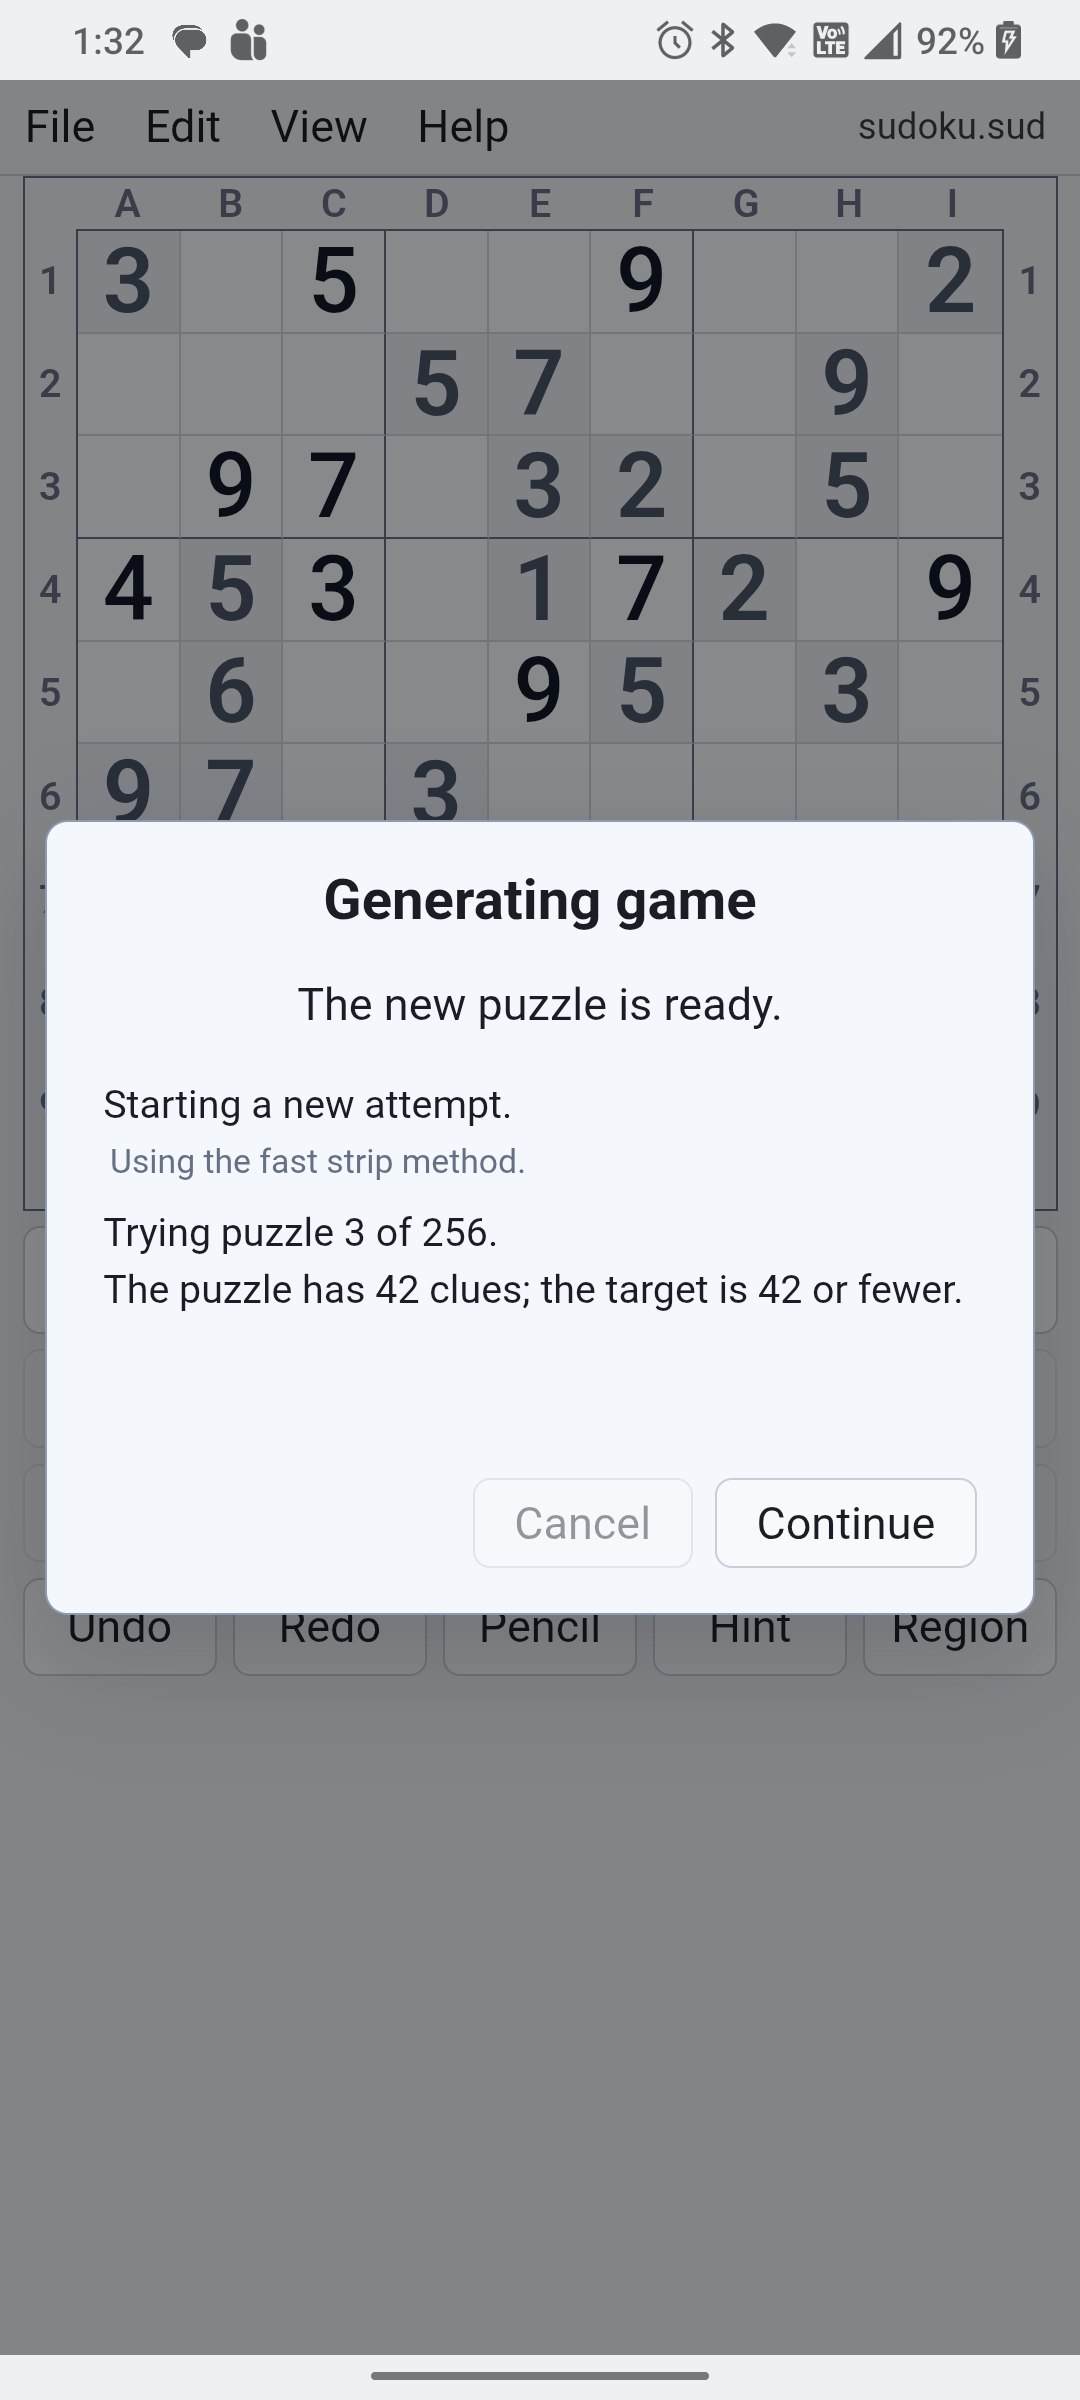 1:32 Vo LTE 92%
File Edit View Help sudoku.sud
A B C D E F G H I
1 3 5 9 2 1
2 5 7 9 2
3 9 7 3 2 5 3
4 4 5 3 1 7 2 9 4
5 6 9 5 3 5
6 9 7 3 6
Generating game
The new puzzle is ready.
Starting a new attempt.
Using the fast strip method.
Trying puzzle 3 of 256.
The puzzle has 42 clues; the target is 42 or fewer.
Cancel Continue
Undo Redo Pencil Hint Region